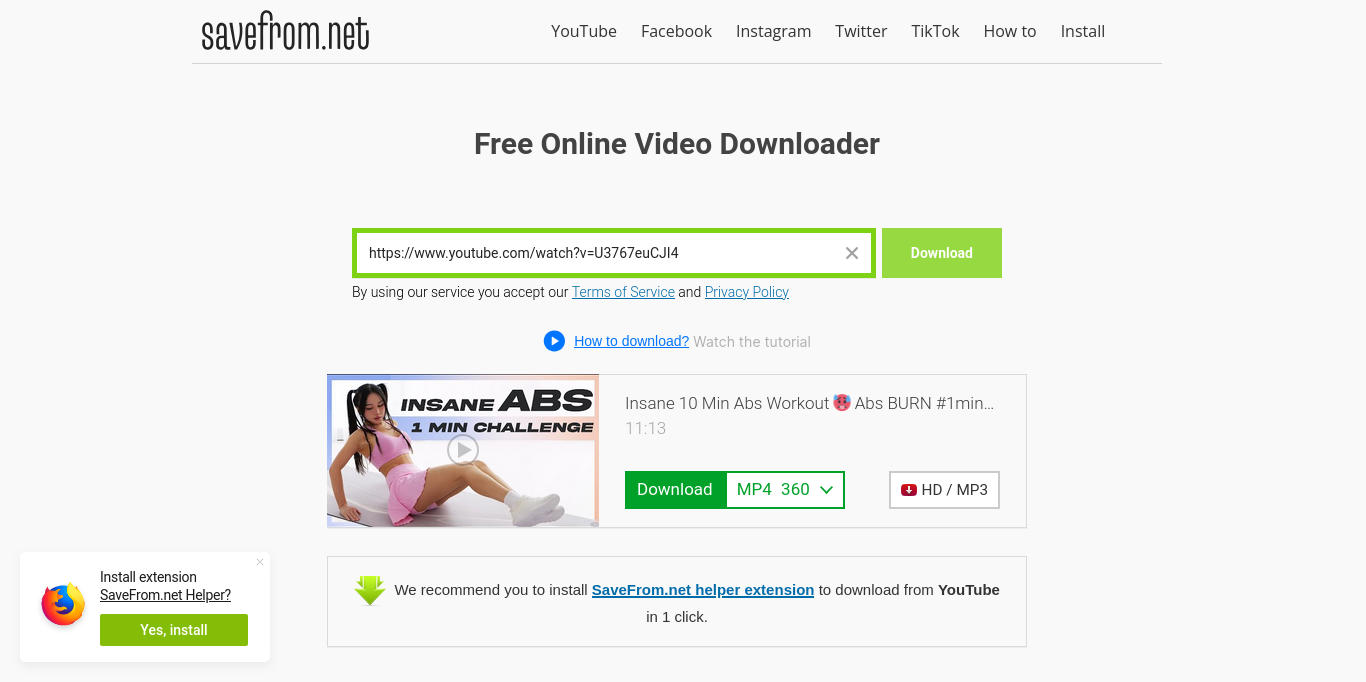 savefrom.net
YouTube Facebook Instagram Twitter TikTok How to Install
Free Online Video Downloader
https://www.youtube.com/watch?v=U3767euCJI4
Download
By using our service you accept our Terms of Service and Privacy Policy
How to download? Watch the tutorial
INSANE ABS
1 MIN CHALLENGE
Insane 10 Min Abs Workout 🥵 Abs BURN #1min...
11:13
Download MP4 360
HD / MP3
We recommend you to install SaveFrom.net helper extension to download from YouTube
in 1 click.
Install extension
SaveFrom.net Helper?
Yes, install